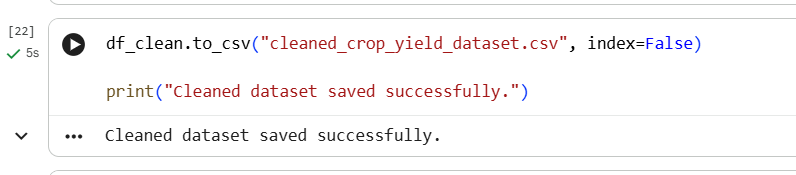 [22]
5s
df_clean.to_csv("cleaned_crop_yield_dataset.csv", index=False)
print("Cleaned dataset saved successfully.")
Cleaned dataset saved successfully.